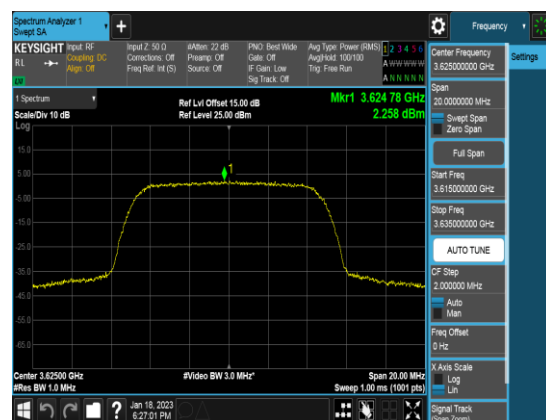 Spectrum Analyzer 1
Swept SA
+
Frequency
KEYSIGHT
RL
Input: RF
Coupling: DC
Align: Off
Input Z: 50 Ω
Corrections: Off
Freq Ref: Int (S)
#Atten: 22 dB
Preamp: Off
Source: Off
PNO: Best Wide
Gate: Off
IF Gain: Low
Sig Track: Off
Avg Type: Power (RMS)
Avg|Hold: 100/100
Trig: Free Run
1 2 3 4 5 6
A W W W W W
A N N N N N
1 Spectrum
Scale/Div 10 dB
Log
Ref Lvl Offset 15.00 dB
Ref Level 25.00 dBm
Mkr1 3.624 78 GHz
2.258 dBm
1
15.0
5.00
-5.00
-15.0
-25.0
-35.0
-45.0
-55.0
-65.0
Center 3.62500 GHz
#Res BW 1.0 MHz
#Video BW 3.0 MHz*
Span 20.00 MHz
Sweep 1.00 ms (1001 pts)
Jan 18, 2023
6:27:01 PM
?
Center Frequency
3.625000000 GHz
Span
20.0000000 MHz
Swept Span
Zero Span
Full Span
Start Freq
3.615000000 GHz
Stop Freq
3.635000000 GHz
AUTO TUNE
CF Step
2.000000 MHz
Auto
Man
Freq Offset
0 Hz
X Axis Scale
Log
Lin
Signal Track
(Span Zoom)
Settings